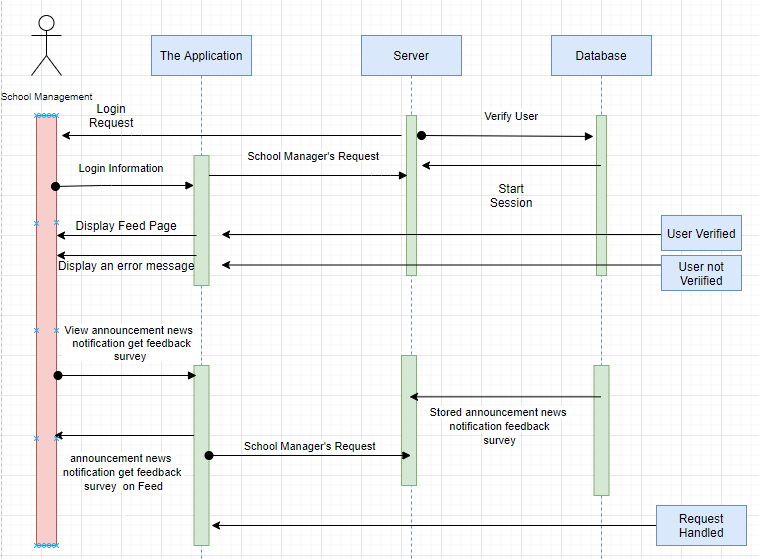 The Application
Server
Database
School Management
Login
Request
Verify User
School Manager's Request
Login Information
Start
Session
Display Feed Page
User Verified
Display an error message
User not
Veriified
View announcement news
notification get feedback
survey
Stored announcement news
notification feedback
survey
School Manager's Request
announcement news
notification get feedback
survey on Feed
Request
Handled